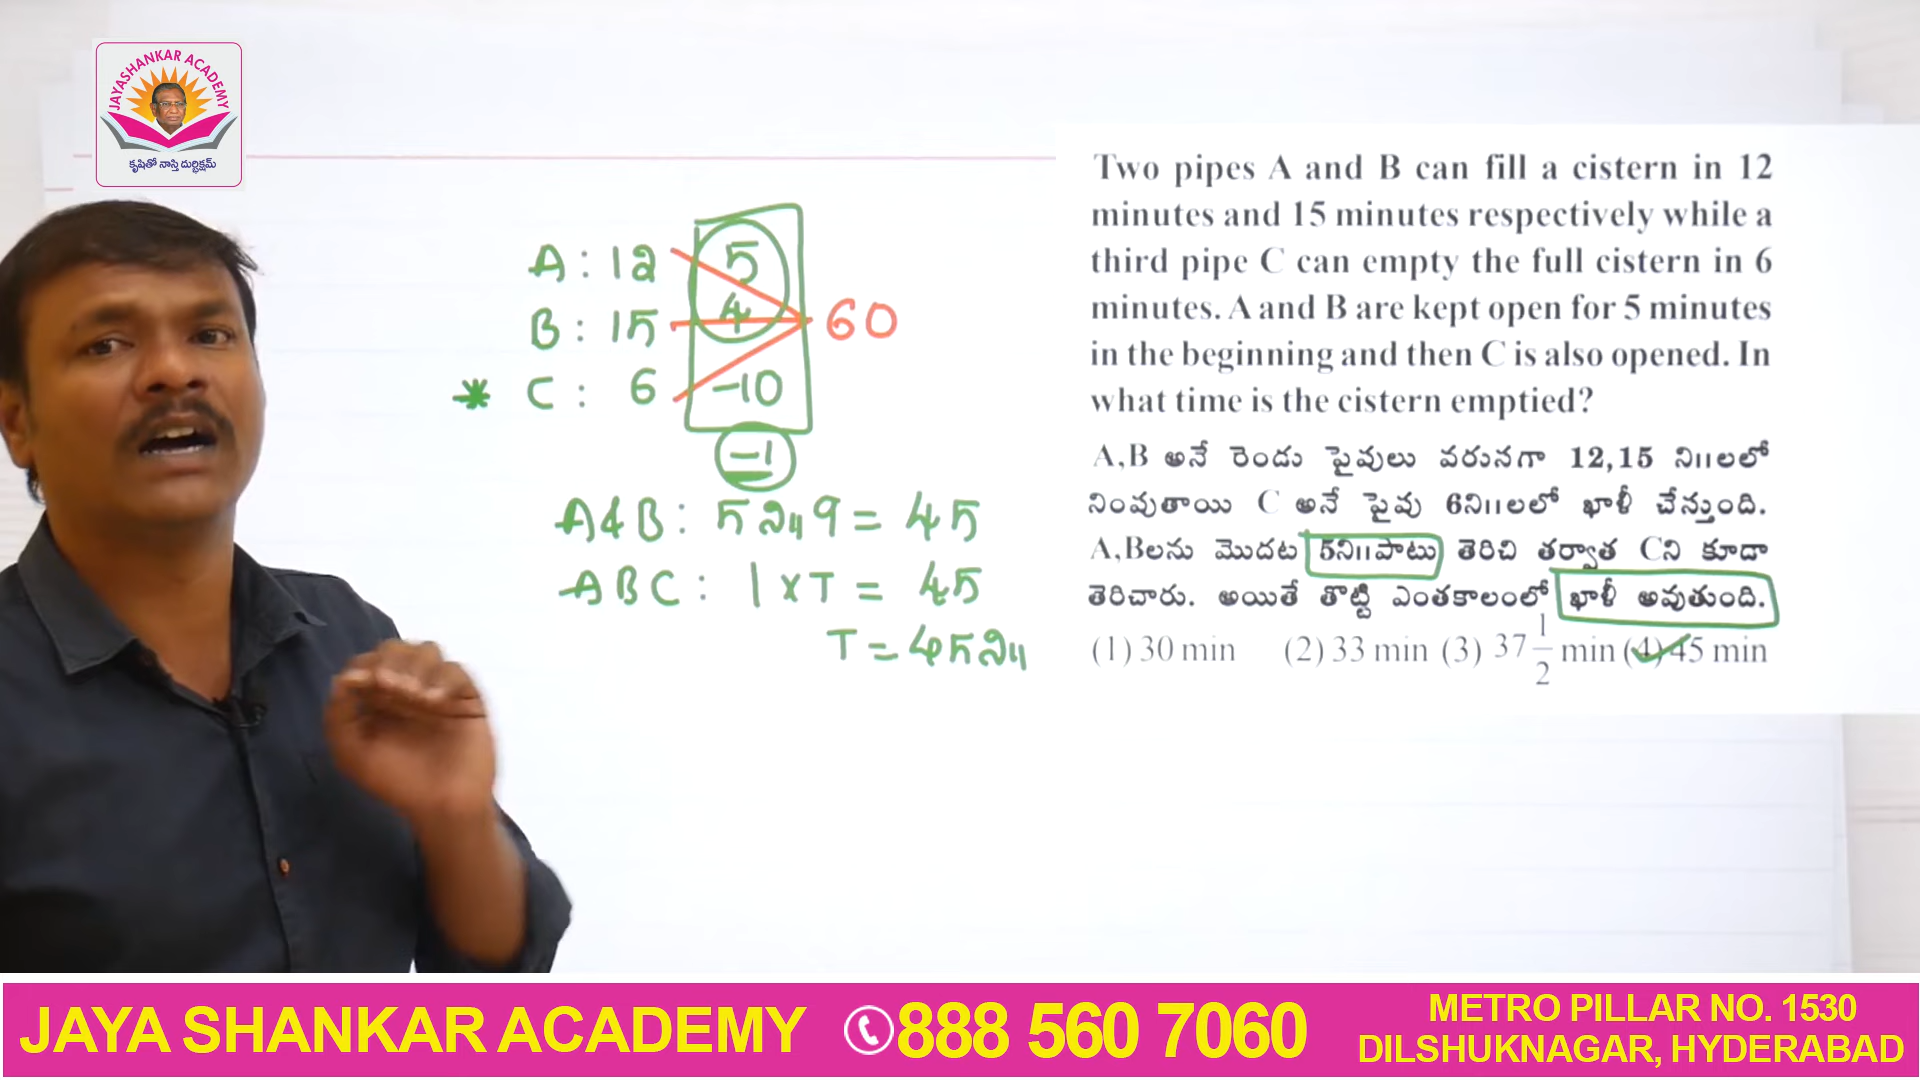 JAYASHANKAR ACADEMY
కృషితో నాస్తి దుర్భిక్షమ్
A : 12 5
B : 15 4 60
* C : 6 -10
-1
A&B : 5ని॥ 9 = 45
ABC : 1 x T = 45
T = 45ని॥
Two pipes A and B can fill a cistern in 12
minutes and 15 minutes respectively while a
third pipe C can empty the full cistern in 6
minutes. A and B are kept open for 5 minutes
in the beginning and then C is also opened. In
what time is the cistern emptied?
A,B అనే రెండు పైవులు వరునగా 12,15 ని॥లలో
నింవుతాయి C అనే పైవు 6ని॥లలో ఖాళీ చేస్తుంది.
A,Bలను మొదట 5ని॥పాటు తెరిచి తర్వాత Cని కూడా
తెరిచారు. అయితే తొట్టి ఎంతకాలంలో ఖాళీ అవుతుంది.
(1) 30 min (2) 33 min (3) 37 1/2 min (4) 45 min
JAYA SHANKAR ACADEMY 888 560 7060
METRO PILLAR NO. 1530
DILSHUKNAGAR, HYDERABAD